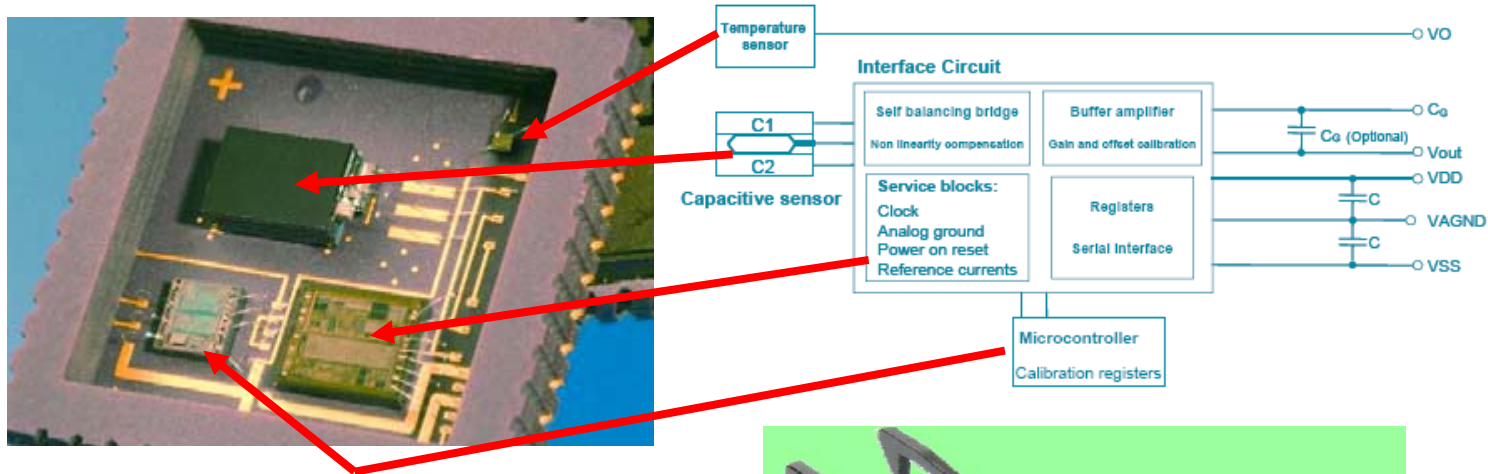 Temperature
sensor
VO
Interface Circuit
Self balancing bridge
Non linearity compensation
Buffer amplifier
Gain and offset calibration
C1
C2
Capacitive sensor
Service blocks:
Clock
Analog ground
Power on reset
Reference currents
Registers
Serial Interface
CG
CG (Optional)
Vout
VDD
C
VAGND
C
VSS
Microcontroller
Calibration registers